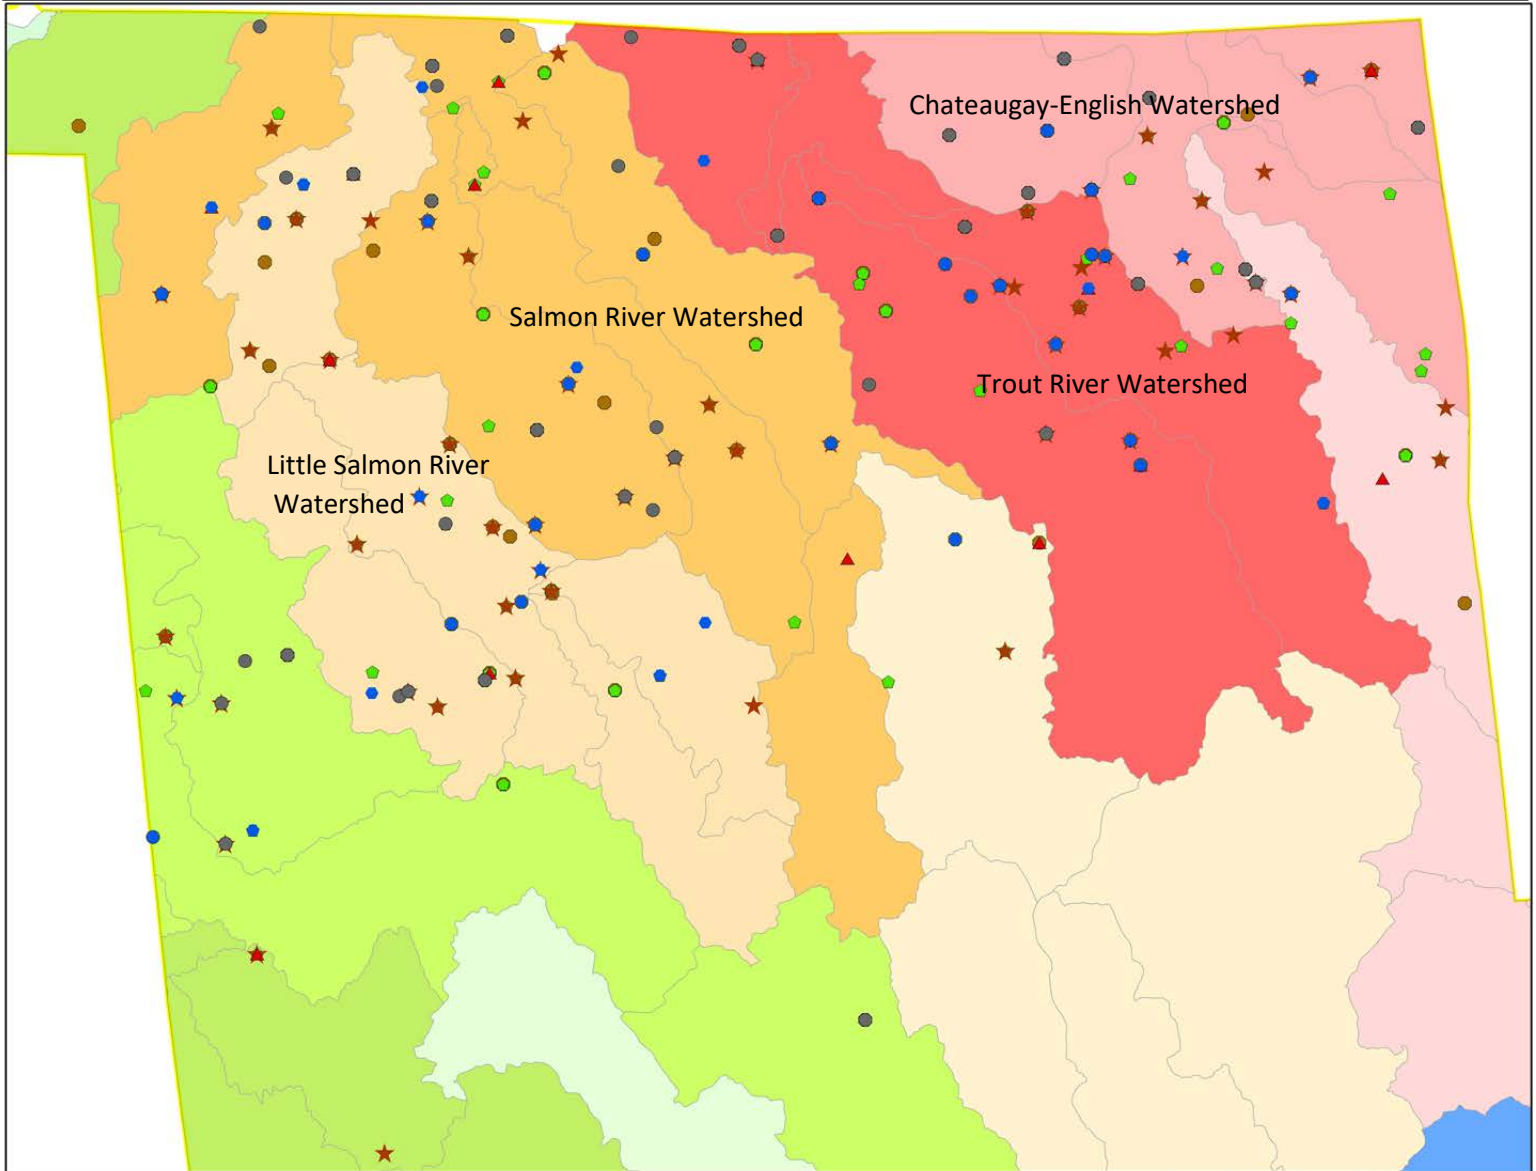 Chateaugay-English Watershed
Salmon River Watershed
Trout River Watershed
Little Salmon River
Watershed